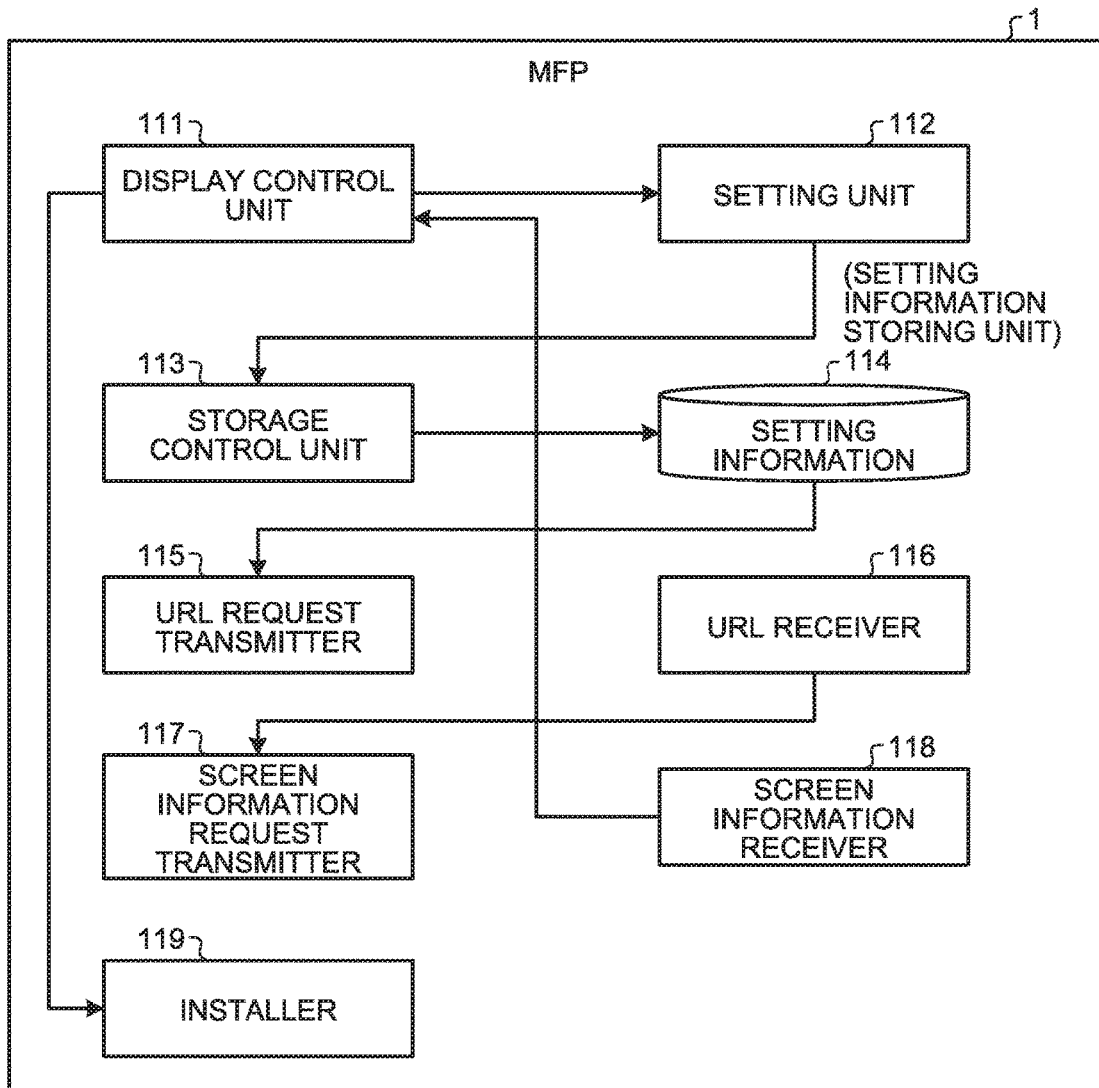 1
MFP
111
DISPLAY CONTROL
UNIT
112
SETTING UNIT
(SETTING
INFORMATION
STORING UNIT)
113
STORAGE
CONTROL UNIT
114
SETTING
INFORMATION
115
URL REQUEST
TRANSMITTER
116
URL RECEIVER
117
SCREEN
INFORMATION
REQUEST
TRANSMITTER
118
SCREEN
INFORMATION
RECEIVER
119
INSTALLER